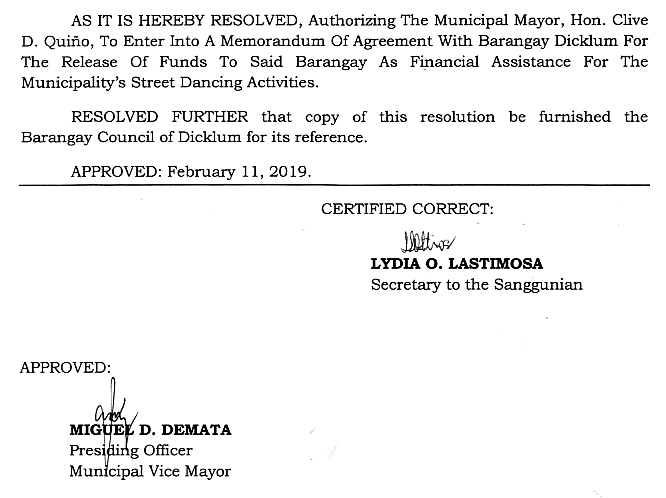 AS IT IS HEREBY RESOLVED, Authorizing The Municipal Mayor, Hon. Clive
D. Quiño, To Enter Into A Memorandum Of Agreement With Barangay Dicklum For
The Release Of Funds To Said Barangay As Financial Assistance For The
Municipality's Street Dancing Activities.
RESOLVED FURTHER that copy of this resolution be furnished the
Barangay Council of Dicklum for its reference.
APPROVED: February 11, 2019.
CERTIFIED CORRECT:
LYDIA O. LASTIMOSA
Secretary to the Sanggunian
APPROVED:
MIGUEL D. DEMATA
Presiding Officer
Municipal Vice Mayor